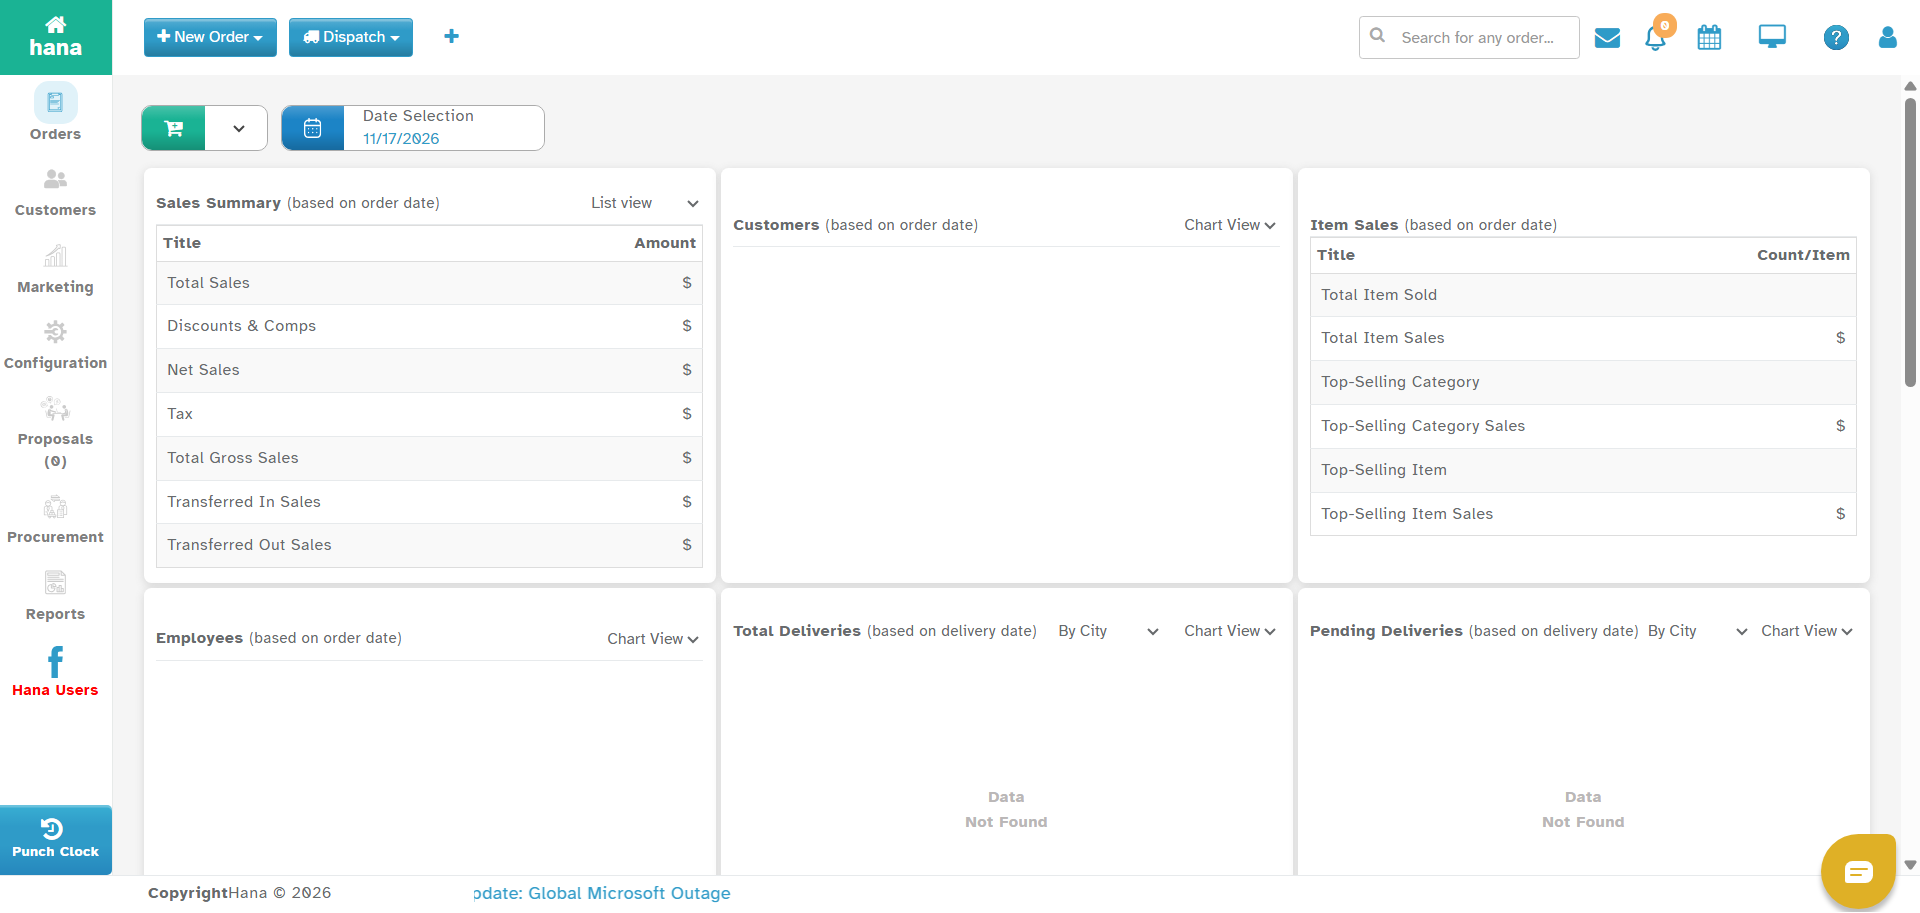 hana
New Order
Dispatch
Search for any order...
0
?
Orders
Customers
Marketing
Configuration
Proposals
(0)
Procurement
Reports
Hana Users
Punch Clock
Date Selection
11/17/2026
Sales Summary (based on order date)
List view
Title
Amount
Total Sales
$
Discounts & Comps
$
Net Sales
$
Tax
$
Total Gross Sales
$
Transferred In Sales
$
Transferred Out Sales
$
Customers (based on order date)
Chart View
Item Sales (based on order date)
Title
Count/Item
Total Item Sold
Total Item Sales
$
Top-Selling Category
Top-Selling Category Sales
$
Top-Selling Item
Top-Selling Item Sales
$
Employees (based on order date)
Chart View
Total Deliveries (based on delivery date)
By City
Chart View
Data
Not Found
Pending Deliveries (based on delivery date)
By City
Chart View
Data
Not Found
CopyrightHana © 2026
pdate: Global Microsoft Outage